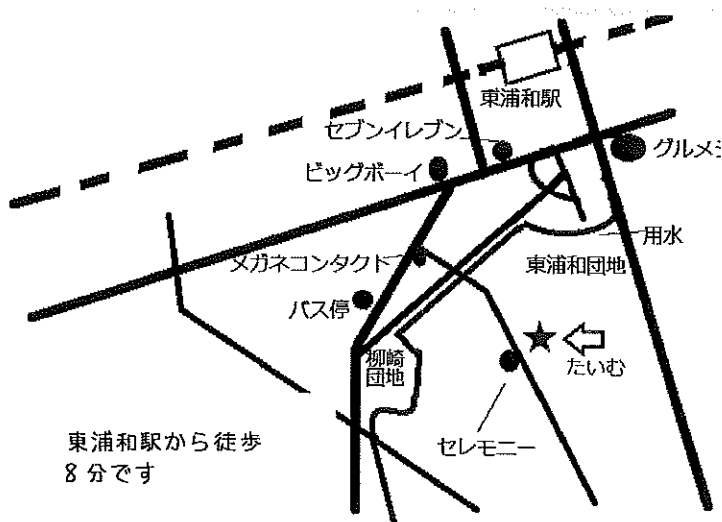 東浦和駅
セブンイレブン
グルメシ
ビッグボーイ
用水
メガネコンタクト
東浦和団地
バス停
柳崎
団地
たいむ
セレモニー
東浦和駅から徒歩
8分です